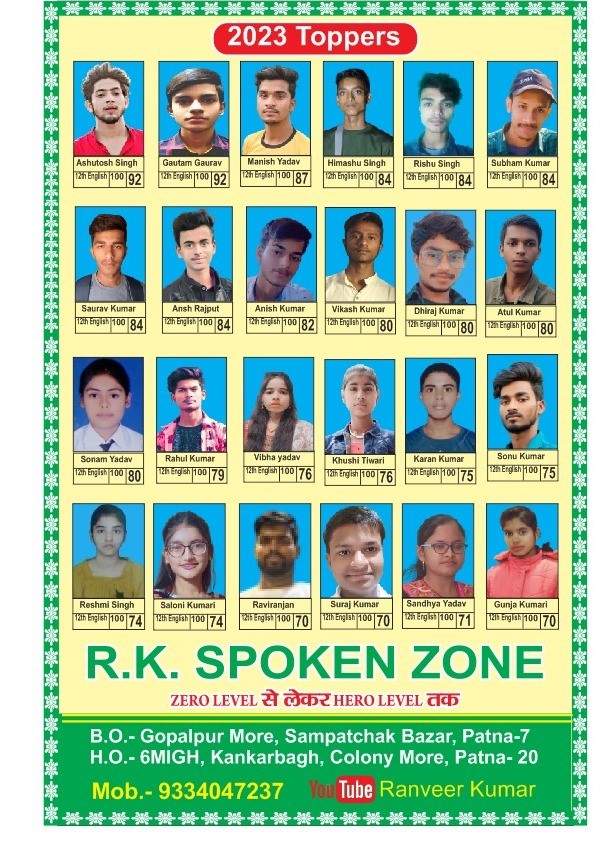 2023 Toppers
Ashutosh Singh
12th English 100 92
Gautam Gaurav
12th English 100 92
Manish Yadav
12th English 100 87
Himashu Singh
12th English 100 84
Rishu Singh
12th English 100 84
Subham Kumar
12th English 100 84
Saurav Kumar
12th English 100 84
Ansh Rajput
12th English 100 84
Anish Kumar
12th English 100 82
Vikash Kumar
12th English 100 80
Dhiraj Kumar
12th English 100 80
Atul Kumar
12th English 100 80
Sonam Yadav
12th English 100 80
Rahul Kumar
12th English 100 79
Vibha yadav
12th English 100 76
Khushi Tiwari
12th English 100 76
Karan Kumar
12th English 100 75
Sonu Kumar
12th English 100 75
Reshmi Singh
12th English 100 74
Saloni Kumari
12th English 100 74
Raviranjan
12th English 100 70
Suraj Kumar
12th English 100 70
Sandhya Yadav
12th English 100 71
Gunja Kumari
12th English 100 70
R.K. SPOKEN ZONE
ZERO LEVEL से लेकर HERO LEVEL तक
B.O.- Gopalpur More, Sampatchak Bazar, Patna-7
H.O.- 6MIGH, Kankarbagh, Colony More, Patna- 20
Mob.- 9334047237 YouTube Ranveer Kumar